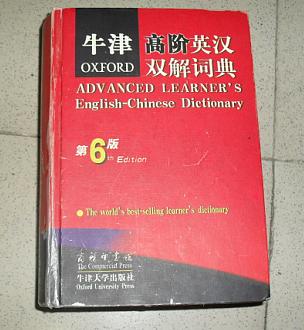 牛津 高阶英汉
OXFORD 双解词典
ADVANCED LEARNER'S
English-Chinese Dictionary
第6版
th Edition
The world's best-selling learner's dictionary
商务印书馆
The Commercial Press
牛津大学出版社
Oxford University Press